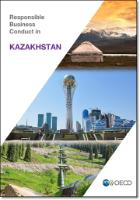 Responsible
Business
Conduct in
KAZAKHSTAN
OECD